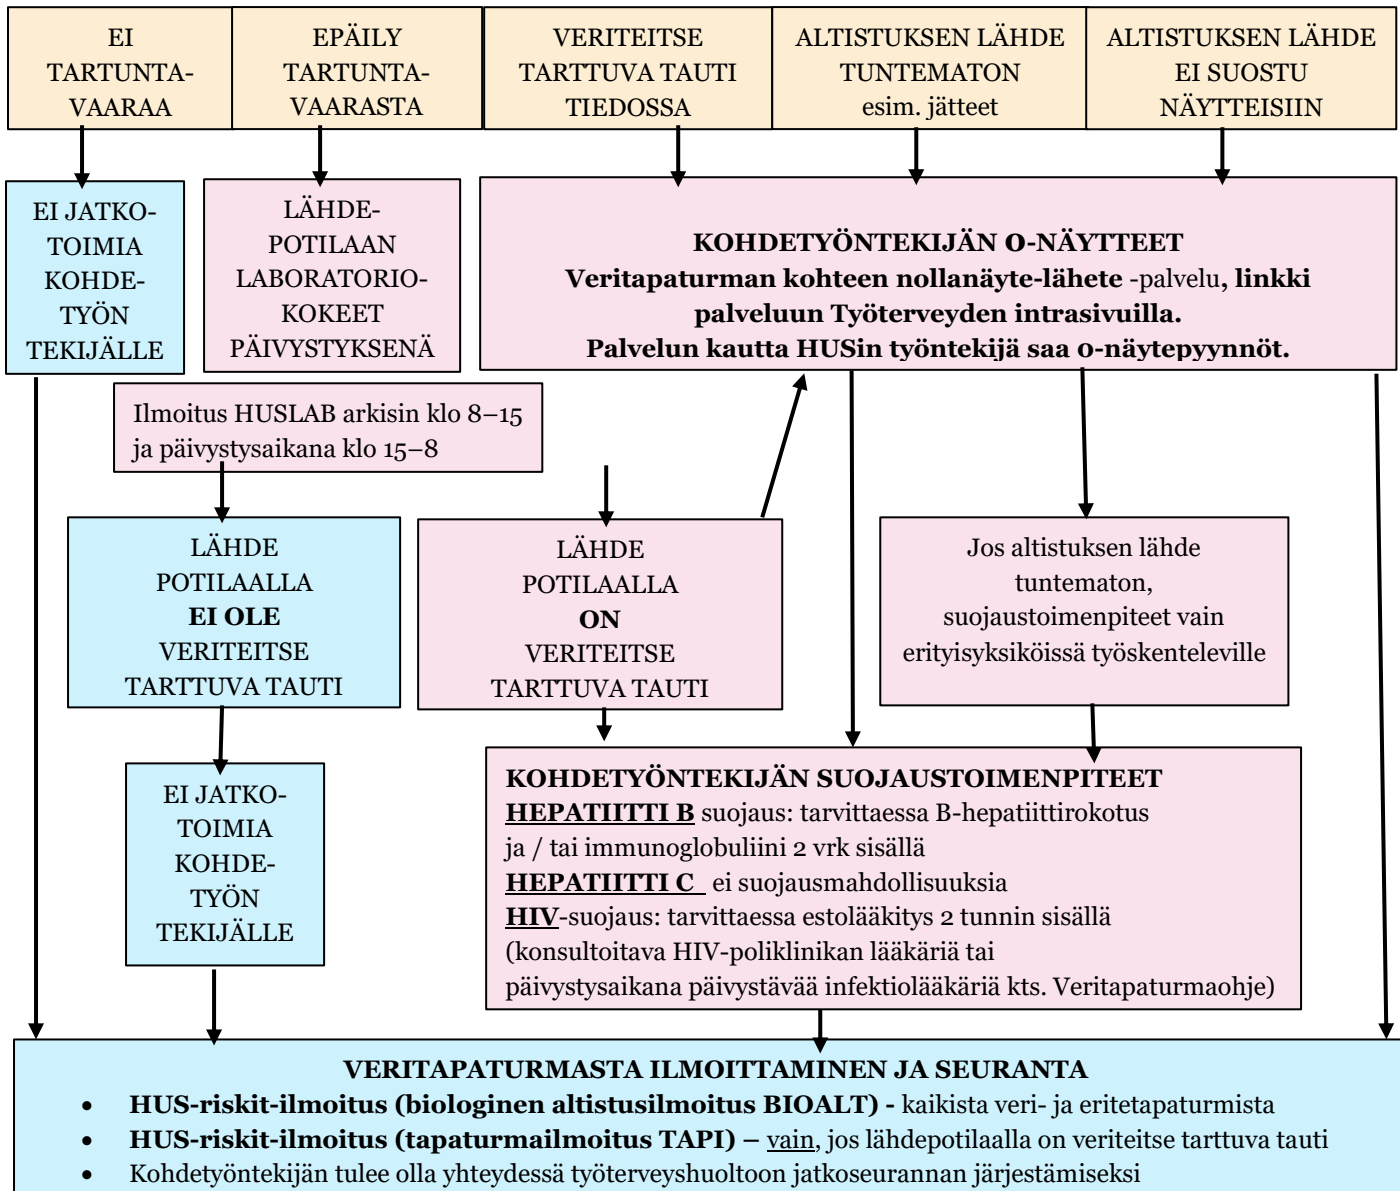 EI
TARTUNTA-
VAARAA
EPÄILY
TARTUNTA-
VAARASTA
VERITEITSE
TARTTUVA TAUTI
TIEDOSSA
ALTISTUKSEN LÄHDE
TUNTEMATON
esim. jätteet
ALTISTUKSEN LÄHDE
EI SUOSTU
NÄYTTEISIIN
EI JATKO-
TOIMIA
KOHDE-
TYÖN
TEKIJÄLLE
LÄHDE-
POTILAAN
LABORATORIO-
KOKEET
PÄIVYSTYKSENÄ
KOHDETYÖNTEKIJÄN 0-NÄYTTEET
Veritapaturman kohteen nollanäyte-lähete -palvelu, linkki
palveluun Työterveyden intrasivuilla.
Palvelun kautta HUSin työntekijä saa 0-näytepyynnöt.
Ilmoitus HUSLAB arkisin klo 8–15
ja päivystysaikana klo 15–8
LÄHDE
POTILAALLA
EI OLE
VERITEITSE
TARTTUVA TAUTI
LÄHDE
POTILAALLA
ON
VERITEITSE
TARTTUVA TAUTI
Jos altistuksen lähde
tuntematon,
suojaustoimenpiteet vain
erityisyksiköissä työskenteleville
EI JATKO-
TOIMIA
KOHDE-
TYÖN
TEKIJÄLLE
KOHDETYÖNTEKIJÄN SUOJAUSTOIMENPITEET
HEPATIITTI B suojaus: tarvittaessa B-hepatiittirokotus
ja / tai immunoglobuliini 2 vrk sisällä
HEPATIITTI C ei suojausmahdollisuuksia
HIV-suojaus: tarvittaessa estolääkitys 2 tunnin sisällä
(konsultoitava HIV-poliklinikan lääkäriä tai
päivystysaikana päivystävää infektiolääkäriä kts. Veritapaturmaohje)
VERITAPATURMASTA ILMOITTAMINEN JA SEURANTA
• HUS-riskit-ilmoitus (biologinen altistusilmoitus BIOALT) - kaikista veri- ja eritetapaturmista
• HUS-riskit-ilmoitus (tapaturmailmoitus TAPI) – vain, jos lähdepotilaalla on veriteitse tarttuva tauti
• Kohdetyöntekijän tulee olla yhteydessä työterveyshuoltoon jatkoseurannan järjestämiseksi